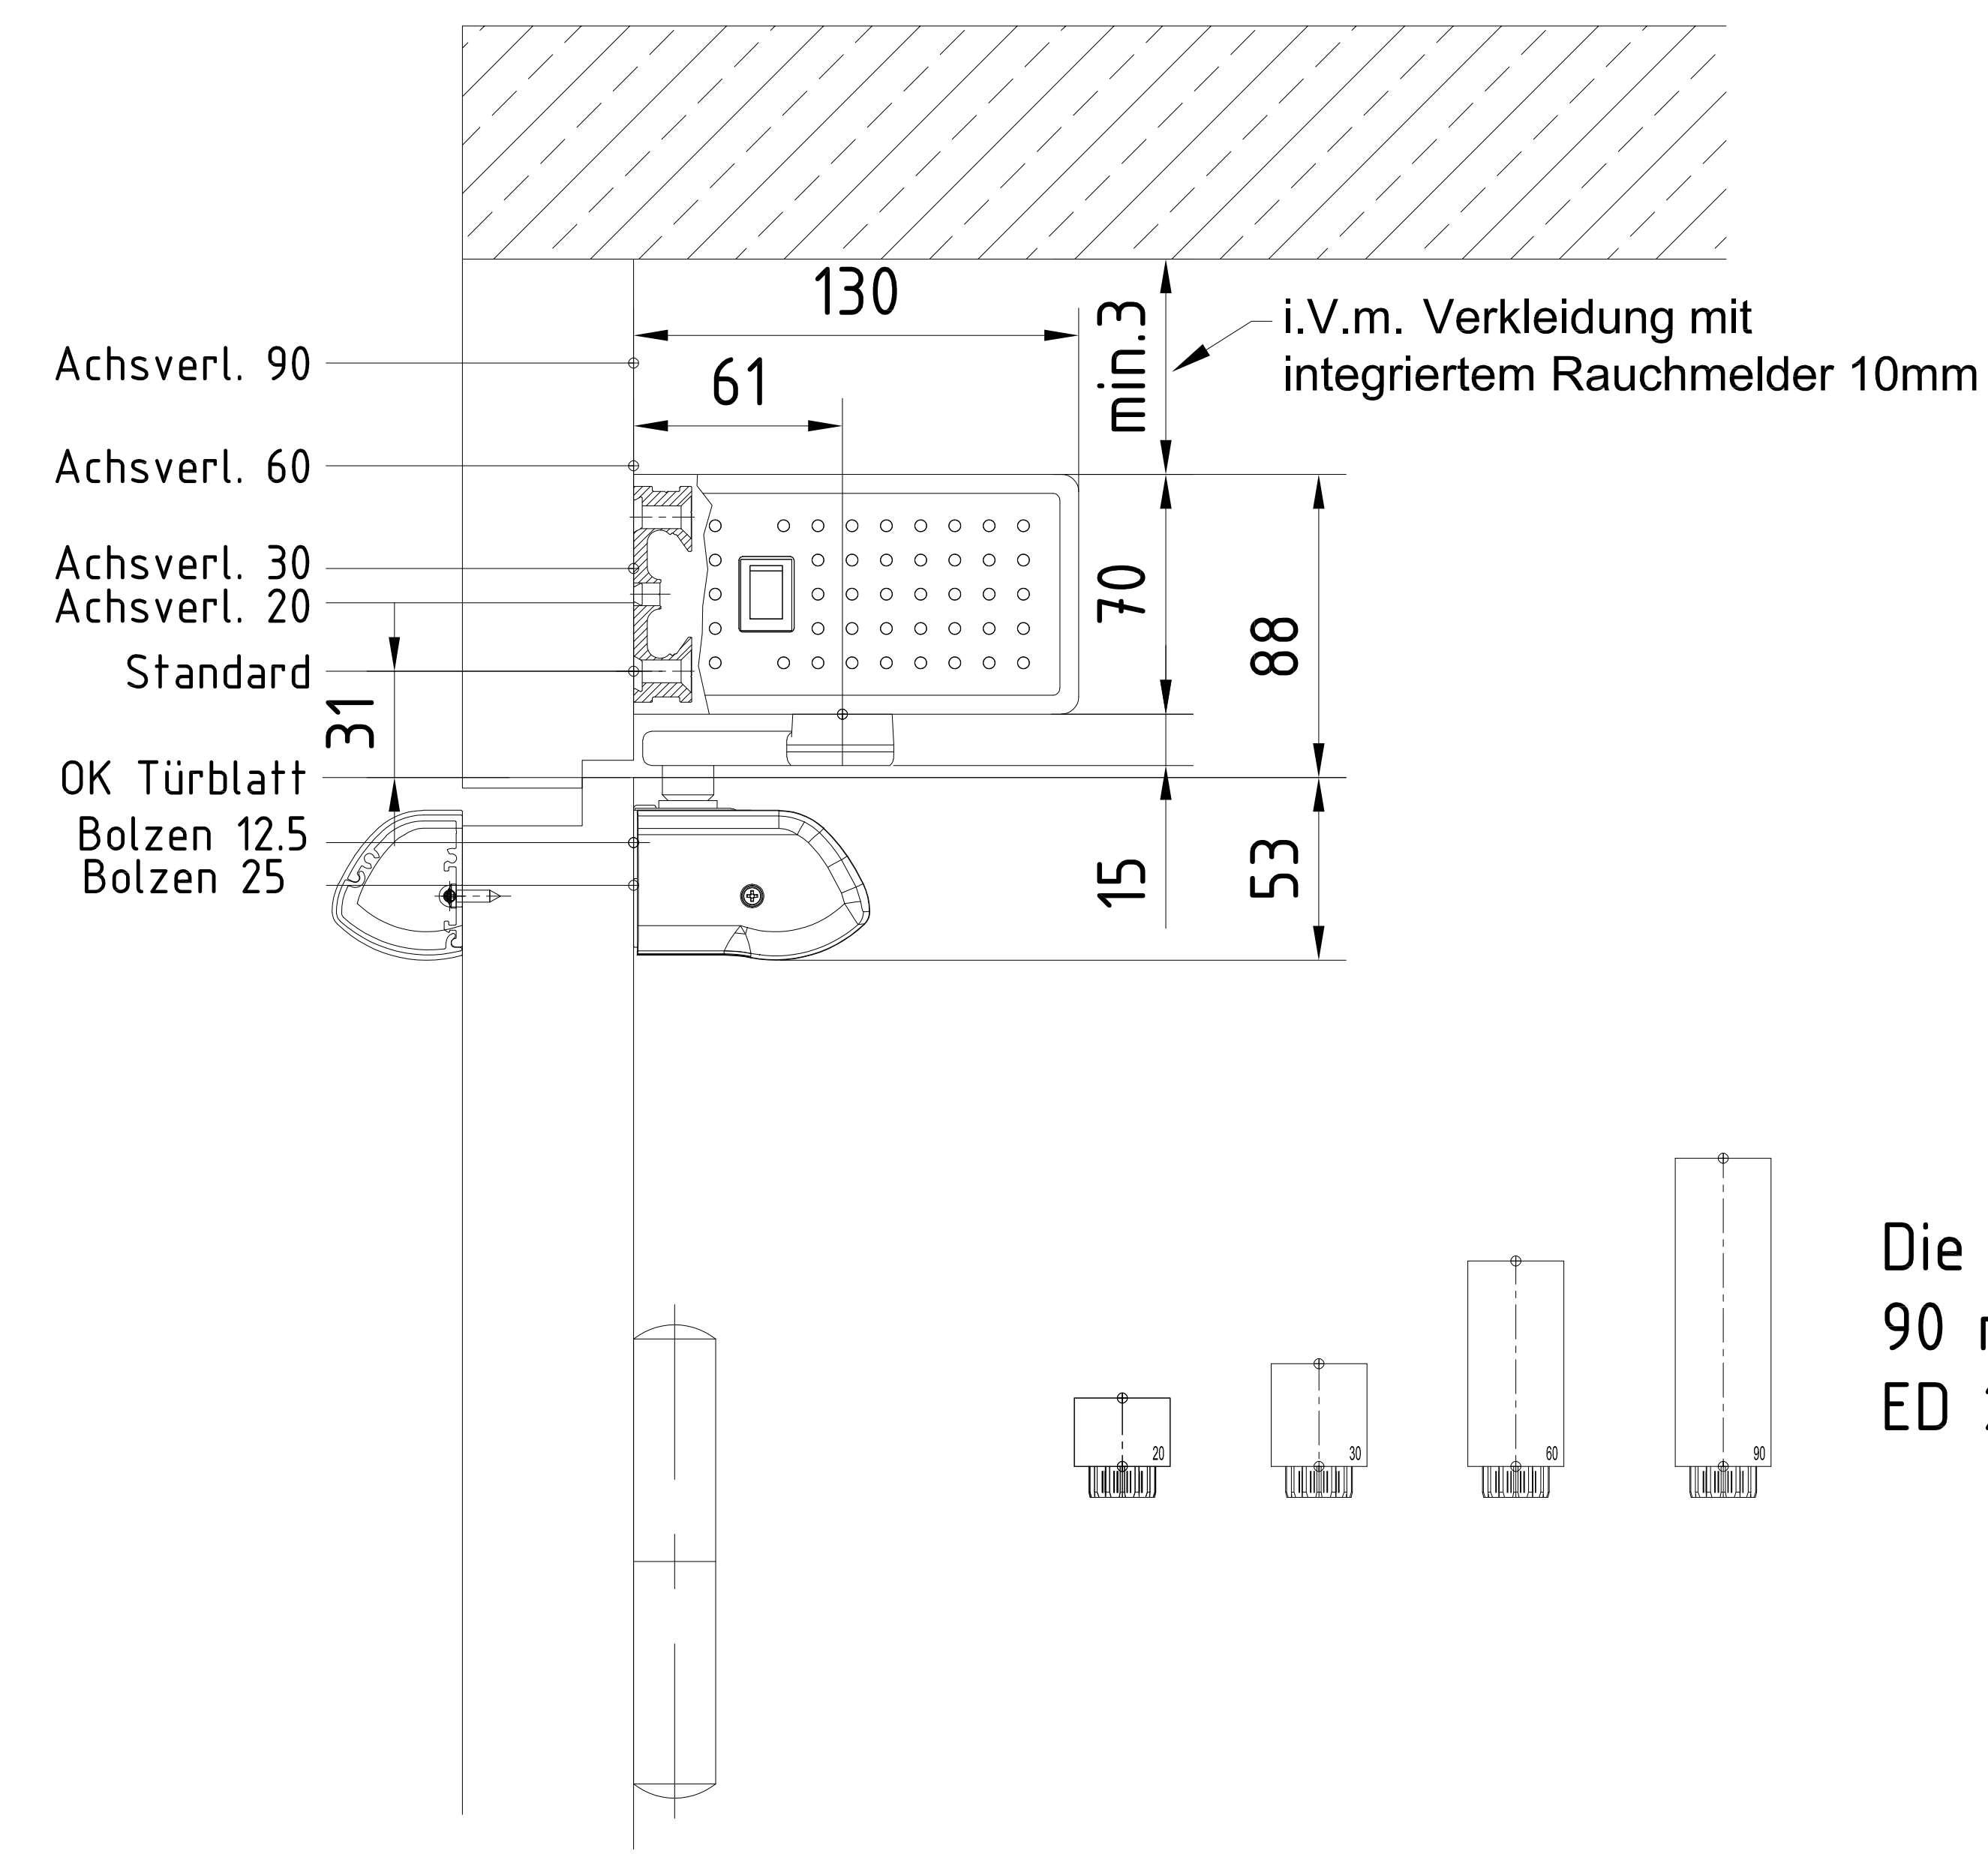 130
i.V.m. Verkleidung mit
integriertem Rauchmelder 10mm
min.3
Achsverl. 90
61
Achsverl. 60
Achsverl. 30
Achsverl. 20
70
88
Standard
31
OK Türblatt
Bolzen 12.5
Bolzen 25
15
53
Die
90
ED
20
30
60
90